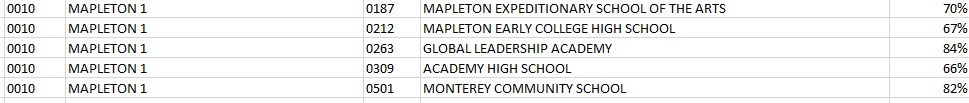 0010 MAPLETON 1 0187 MAPLETON EXPEDITIONARY SCHOOL OF THE ARTS 70%
0010 MAPLETON 1 0212 MAPLETON EARLY COLLEGE HIGH SCHOOL 67%
0010 MAPLETON 1 0263 GLOBAL LEADERSHIP ACADEMY 84%
0010 MAPLETON 1 0309 ACADEMY HIGH SCHOOL 66%
0010 MAPLETON 1 0501 MONTEREY COMMUNITY SCHOOL 82%